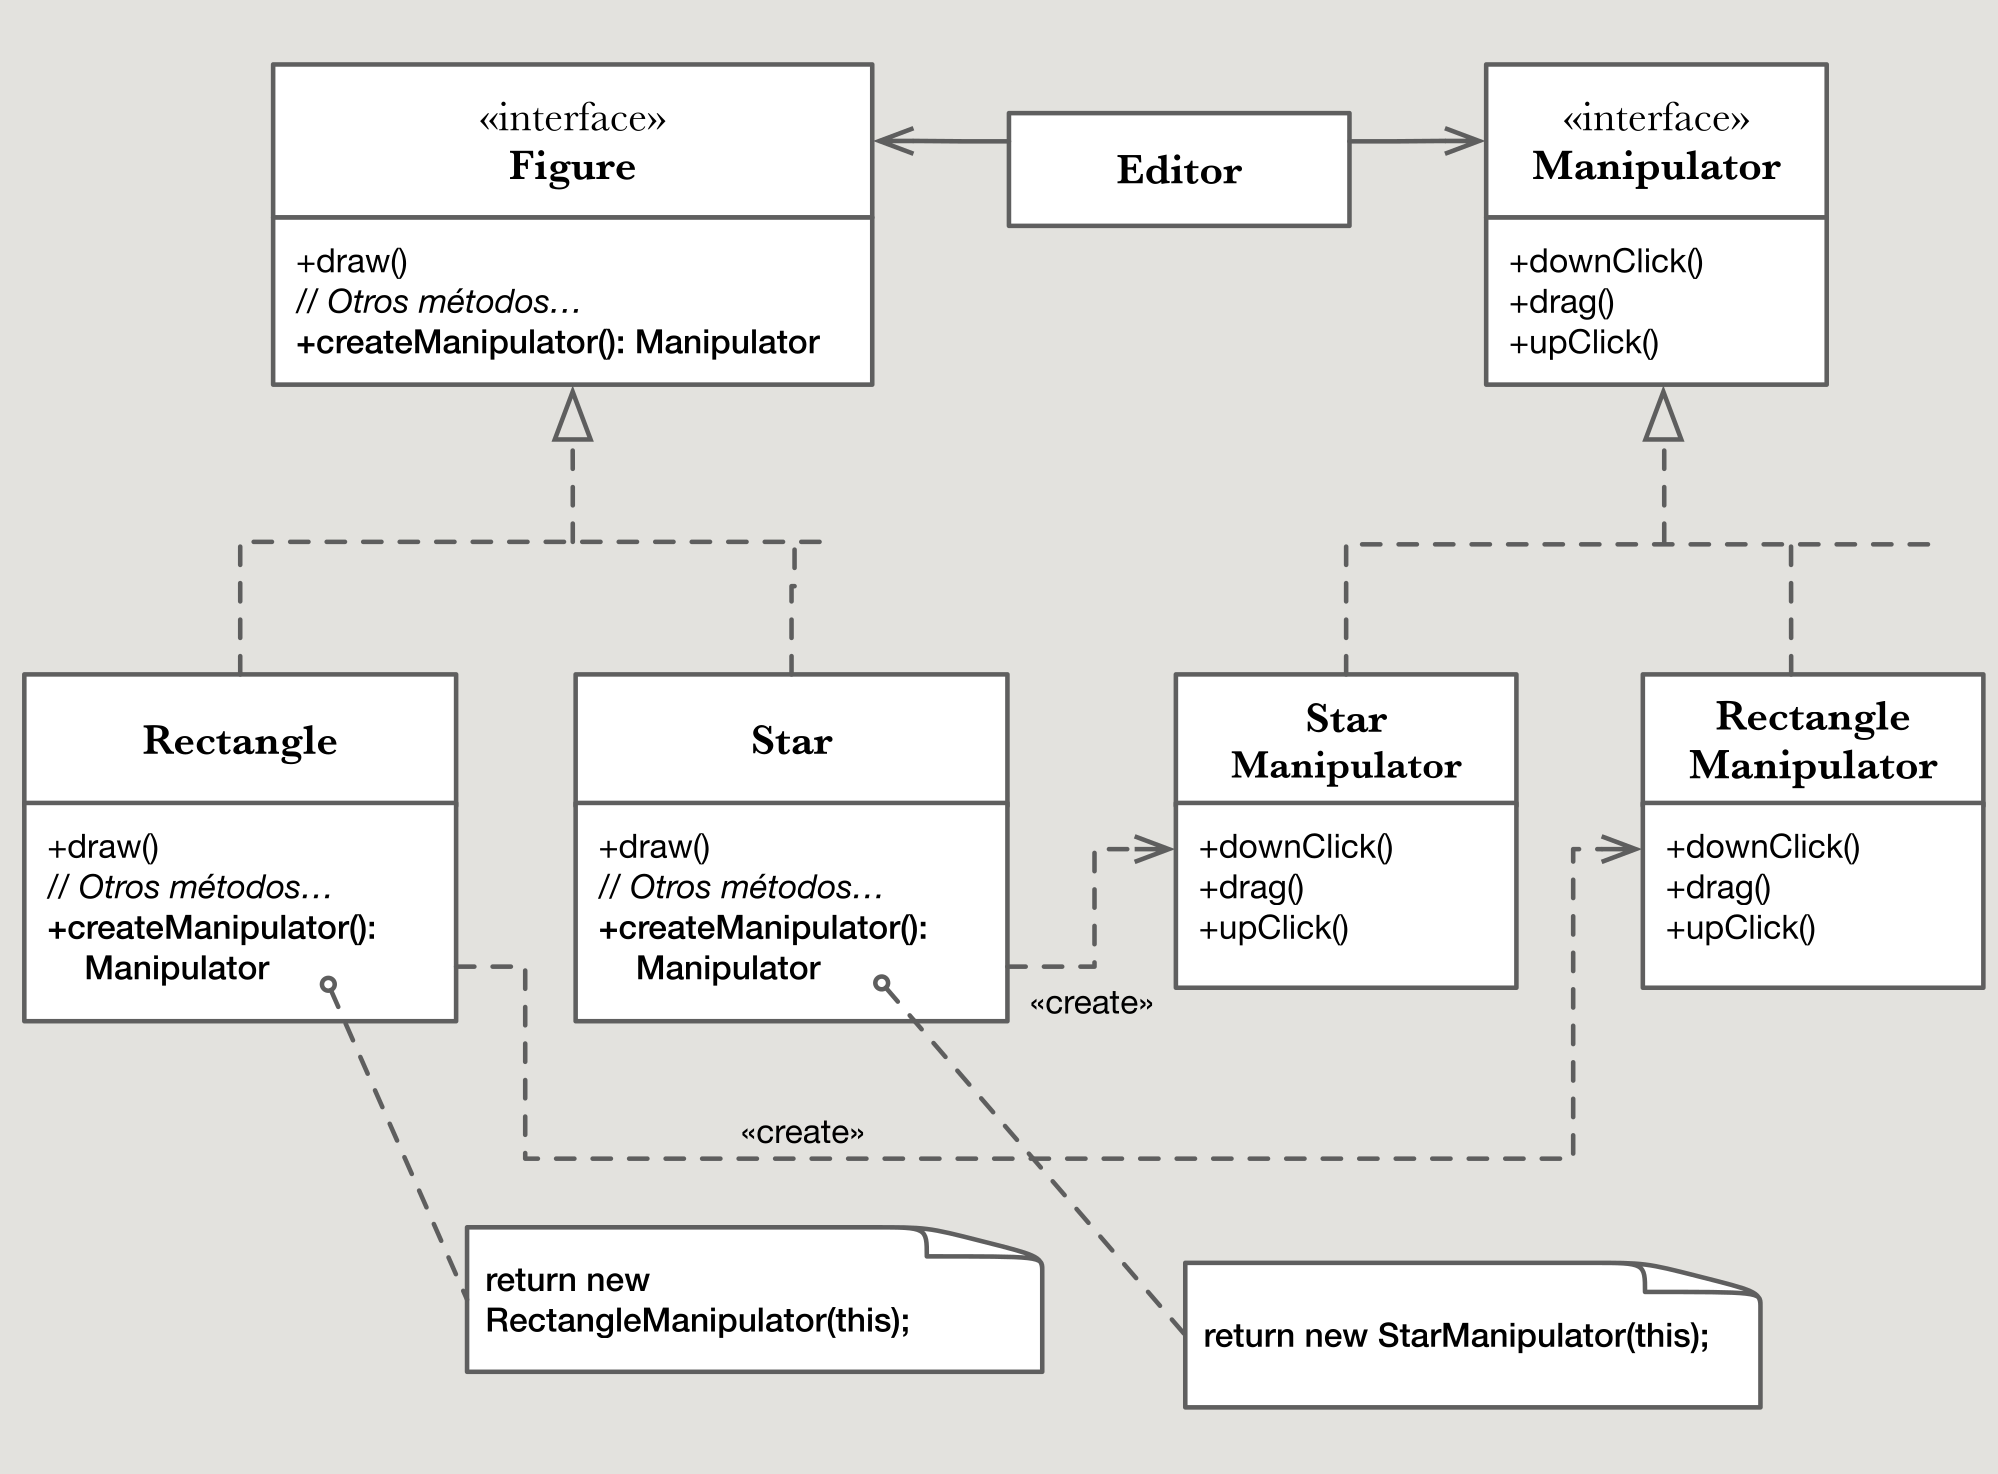 «interface»
Figure
+draw()
// Otros métodos…
+createManipulator(): Manipulator
Editor
«interface»
Manipulator
+downClick()
+drag()
+upClick()
Rectangle
+draw()
// Otros métodos…
+createManipulator():
Manipulator
Star
+draw()
// Otros métodos…
+createManipulator():
Manipulator
«create»
Star
Manipulator
+downClick()
+drag()
+upClick()
Rectangle
Manipulator
+downClick()
+drag()
+upClick()
«create»
return new
RectangleManipulator(this);
return new StarManipulator(this);